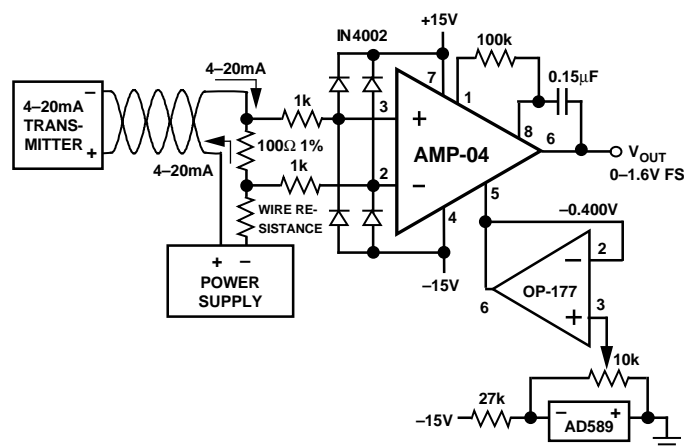 4–20mA
TRANS-
MITTER
–
+
4–20mA
4–20mA
100Ω 1%
1k
1k
WIRE RE-
SISTANCE
+ –
POWER
SUPPLY
IN4002
+15V
7
3
+
AMP-04
2
–
4
–15V
1
100k
0.15µF
8
6
VOUT
0–1.6V FS
5
–0.400V
2
–
OP-177
6
3
+
10k
27k
–15V
– +
AD589